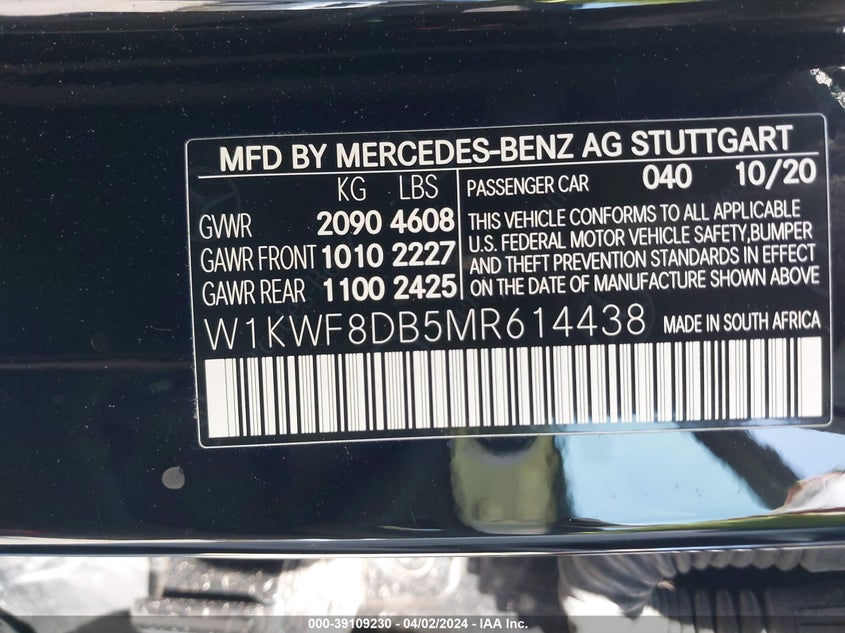 MFD BY MERCEDES-BENZ AG STUTTGART
KG LBS
GVWR 2090 4608
GAWR FRONT 1010 2227
GAWR REAR 1100 2425
PASSENGER CAR 040 10/20
THIS VEHICLE CONFORMS TO ALL APPLICABLE
U.S. FEDERAL MOTOR VEHICLE SAFETY,BUMPER
AND THEFT PREVENTION STANDARDS IN EFFECT
ON THE DATE OF MANUFACTURE SHOWN ABOVE
W1KWF8DB5MR614438 MADE IN SOUTH AFRICA
000-39109230 - 04/02/2024 - IAA Inc.